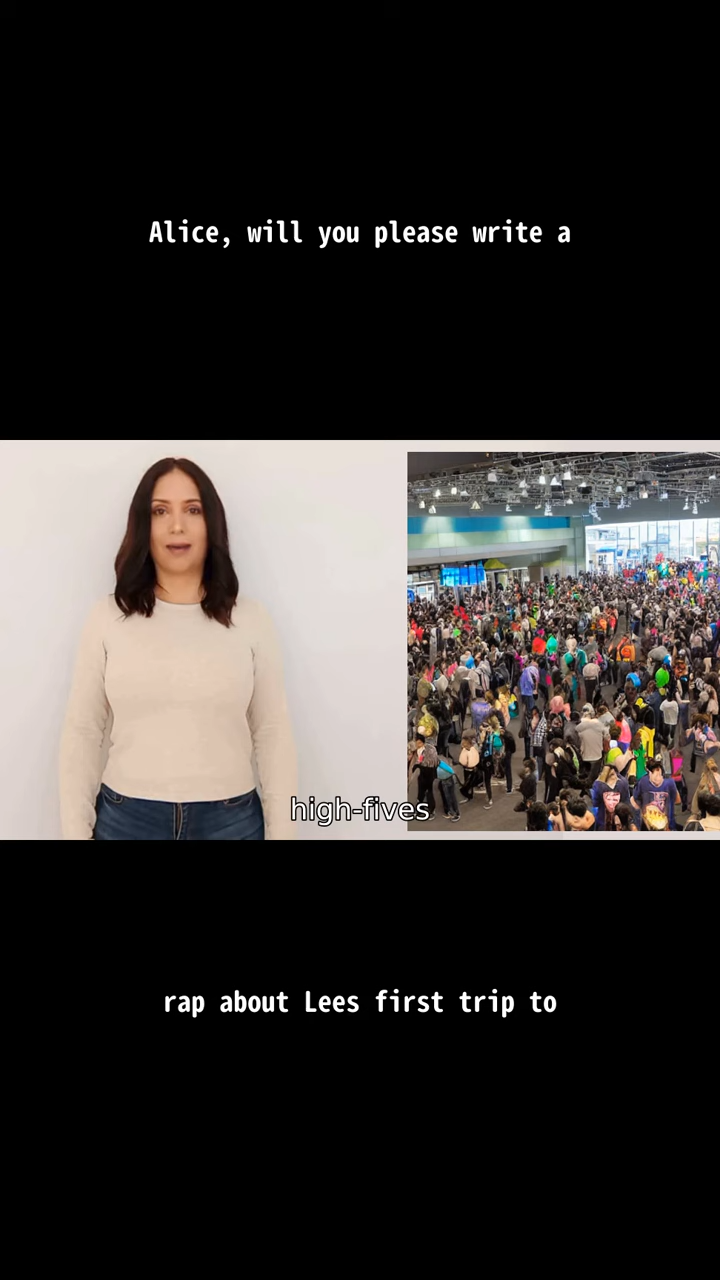 Alice, will you please write a
high-fives
rap about Lees first trip to